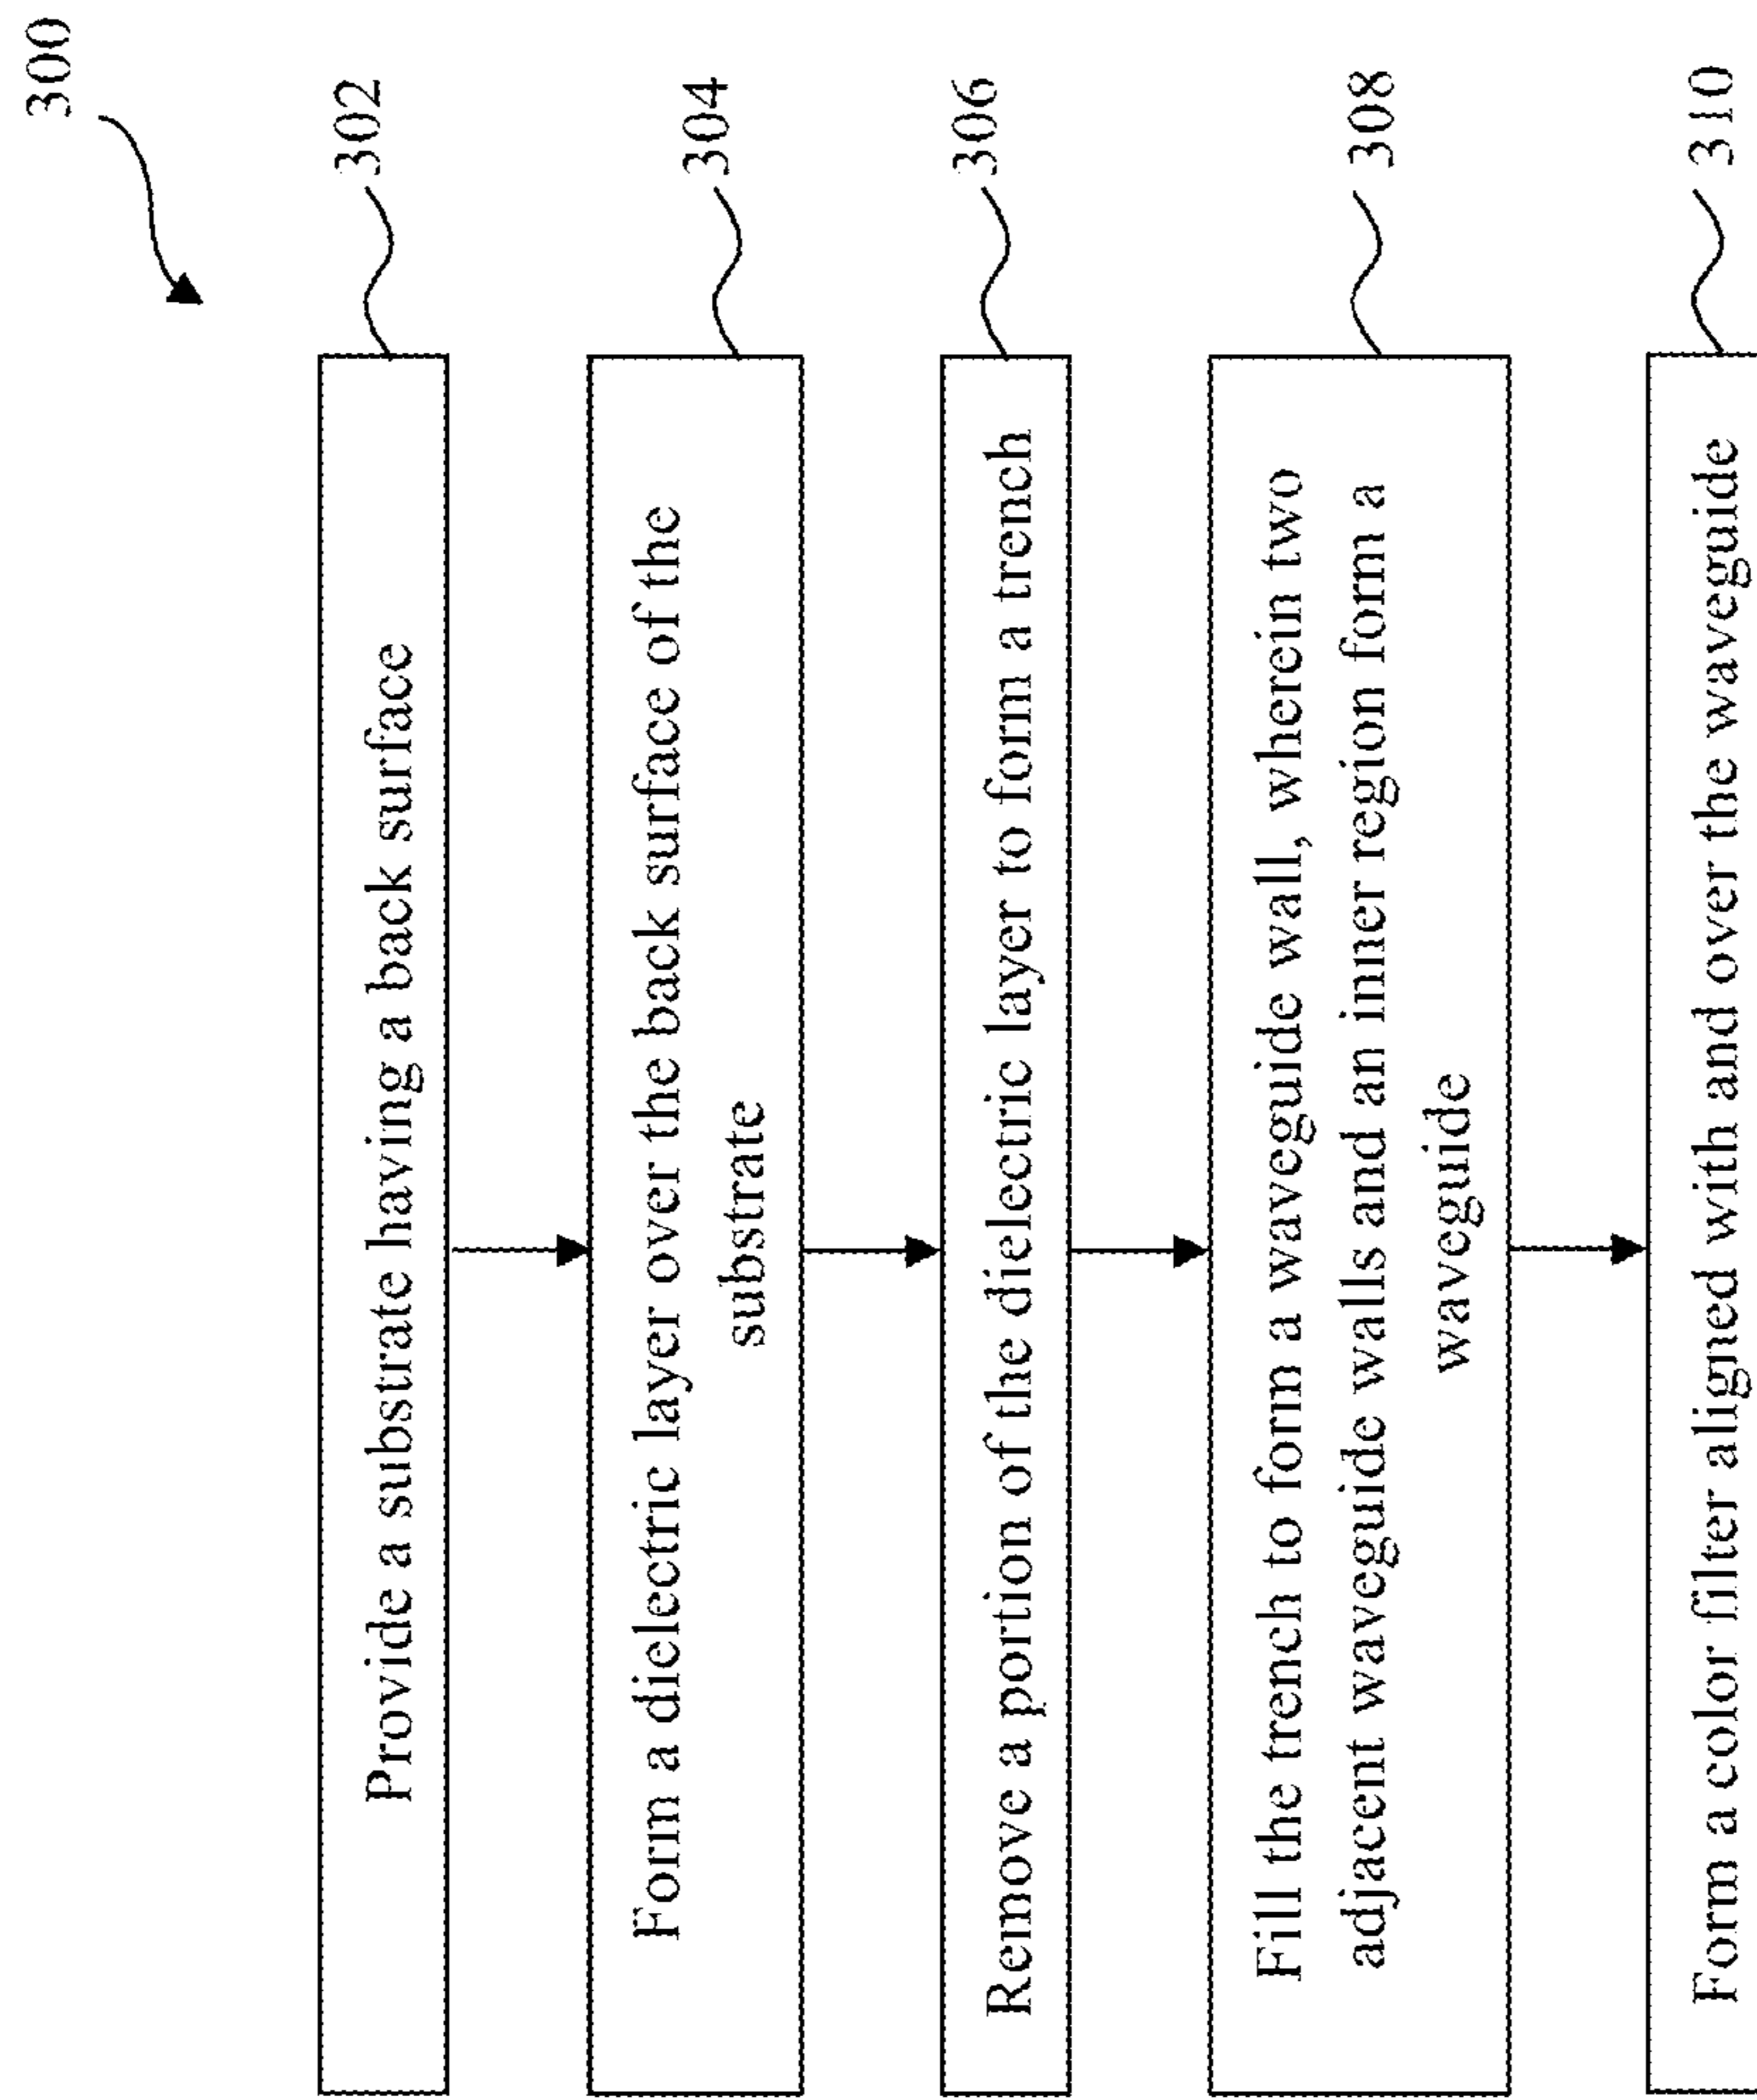 300
Provide a substrate having a back surface
302
Form a dielectric layer over the back surface of the
substrate
304
Remove a portion of the dielectric layer to form a trench
306
Fill the trench to form a waveguide wall, wherein two
adjacent waveguide walls and an inner region form a
waveguide
308
Form a color filter aligned with and over the waveguide
310